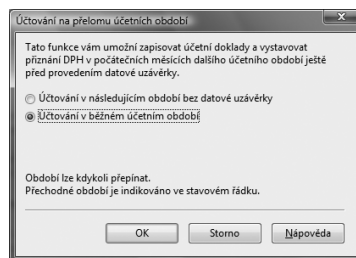 Účtování na přelomu účetních období
Tato funkce vám umožní zapisovat účetní doklady a vystavovat
přiznání DPH v počátečních měsících dalšího účetního období ještě
před provedením datové uzávěrky.
Účtování v následujícím období bez datové uzávěrky
Účtování v běžném účetním období
Období lze kdykoli přepínat.
Přechodné období je indikováno ve stavovém řádku.
OK Storno Nápověda